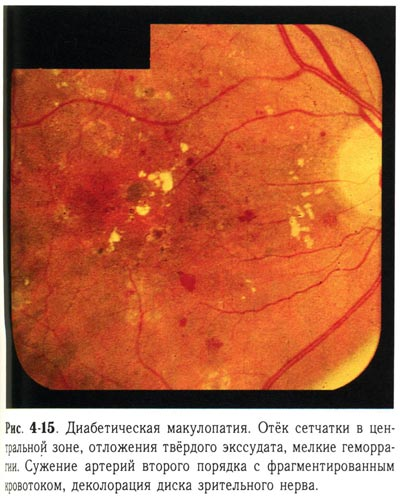 Рис. 4-15. Диабетическая макулопатия. Отёк сетчатки в цен-
тральной зоне, отложения твёрдого экссудата, мелкие геморра-
гии. Сужение артерий второго порядка с фрагментированным
кровотоком, деколорация диска зрительного нерва.